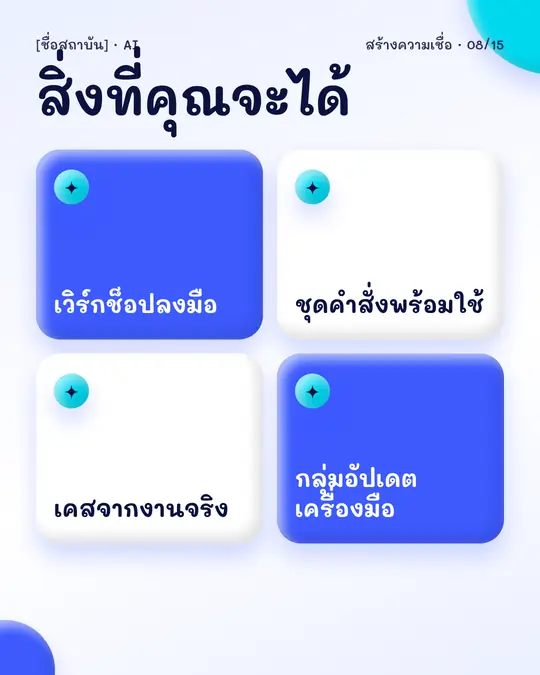 [ชื่อสถาบัน] · AI
สร้างความเชื่อ · 08/15
สิ่งที่คุณจะได้
เวิร์กช็อปลงมือ
ชุดคำสั่งพร้อมใช้
เคสจากงานจริง
กลุ่มอัปเดต
เครื่องมือ